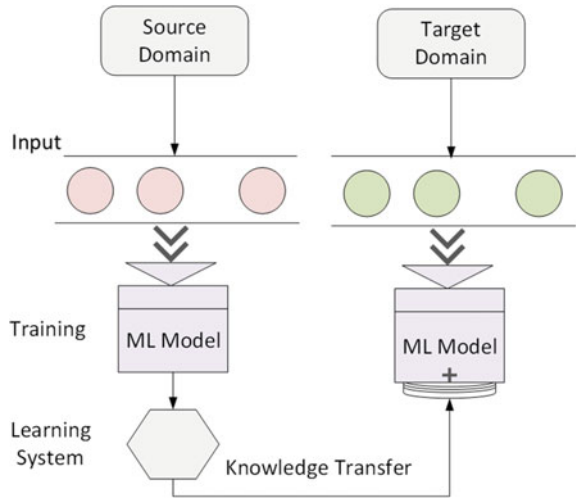 Source
Domain
Target
Domain
Input
Training
ML Model
ML Model
+
Learning
System
Knowledge Transfer